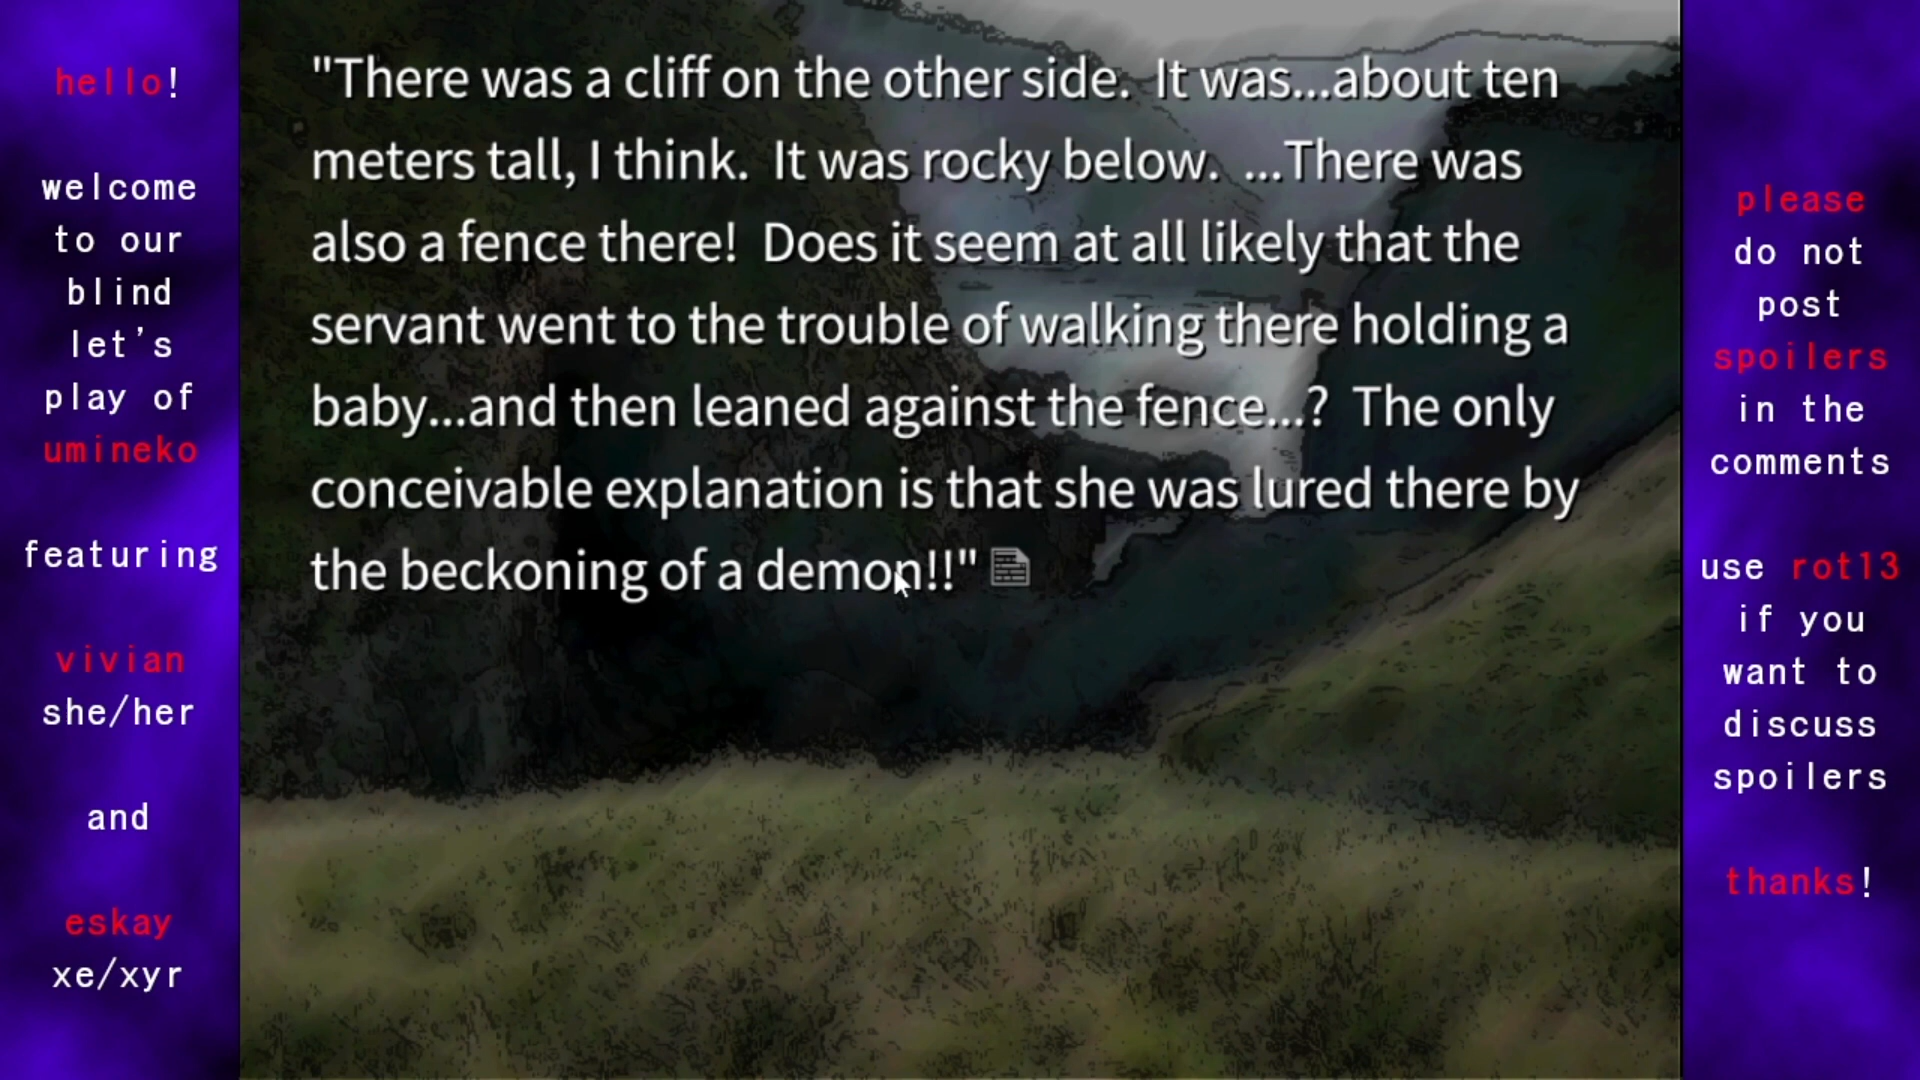 hello!
welcome
to our
blind
let's
play of
umineko
featuring
vivian
she/her
and
eskay
xe/xyr
"There was a cliff on the other side.  It was...about ten
meters tall, I think.  It was rocky below.  ...There was
also a fence there!  Does it seem at all likely that the
servant went to the trouble of walking there holding a
baby...and then leaned against the fence...?  The only
conceivable explanation is that she was lured there by
the beckoning of a demon!!"
please
do not
post
spoilers
in the
comments
use rot13
if you
want to
discuss
spoilers
thanks!